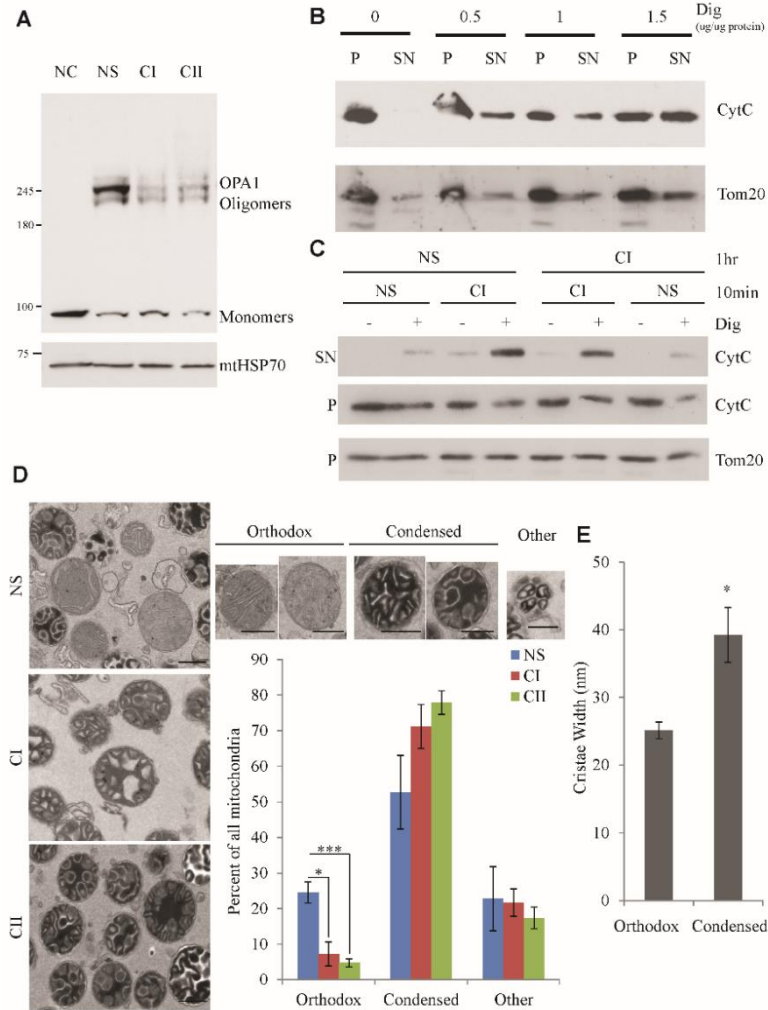 A
NC NS CI CII
245
180
100
75
OPA1
Oligomers
Monomers
mtHSP70
B
0 0.5 1 1.5 Dig
(ug/ug protein)
P SN P SN P SN P SN
CytC
Tom20
C
NS CI 1hr
NS CI CI NS 10min
- + - + - + - + Dig
SN CytC
P CytC
P Tom20
D
NS
CI
CII
Orthodox Condensed Other
NS
CI
CII
Percent of all mitochondria
90
80
70
60
50
40
30
20
10
0
***
*
Orthodox Condensed Other
E
Cristae Width (nm)
50
40
30
20
10
0
*
Orthodox Condensed